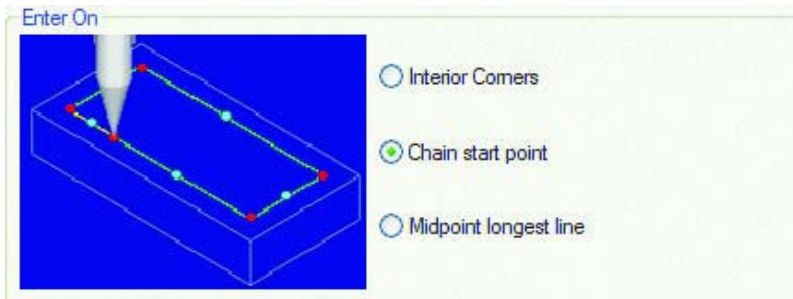 Enter On
Interior Corners
Chain start point
Midpoint longest line